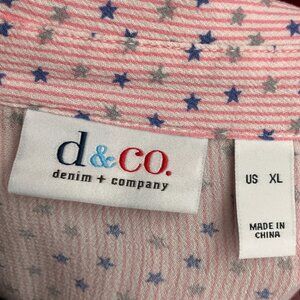 d&co.
denim + company
US XL
MADE IN
CHINA